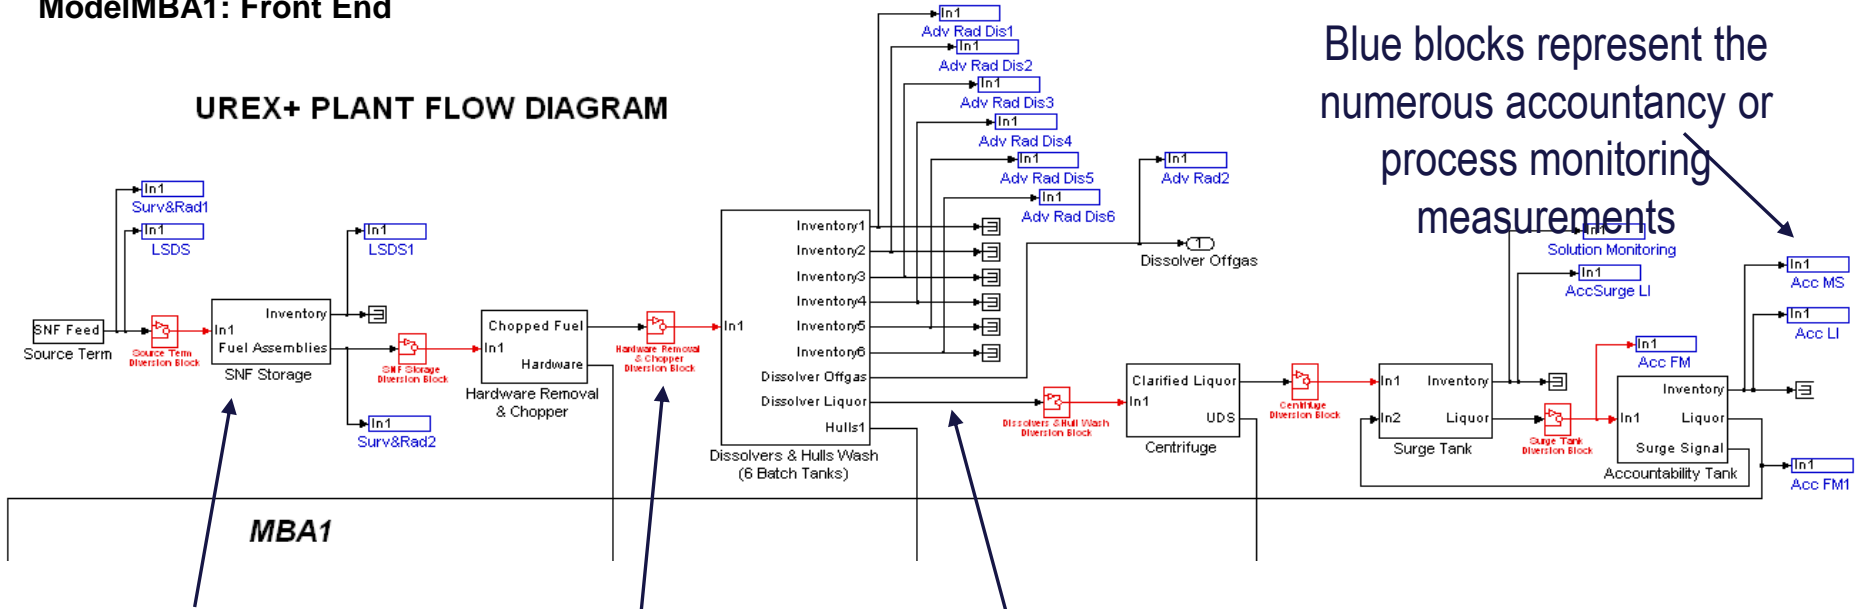 ModelMBA1: Front End
UREX+ PLANT FLOW DIAGRAM
Blue blocks represent the
numerous accountancy or
process monitoring
measurements
In1
Adv Rad Dis1
In1
Adv Rad Dis2
In1
Adv Rad Dis3
In1
Adv Rad Dis4
In1
Adv Rad Dis5
In1
Adv Rad Dis6
In1
Adv Rad2
1
Dissolver Offgas
In1
Surv&Rad1
In1
LSDS
In1
LSDS1
SNF Feed
Source Term
Source Term
Diversion Block
In1
Inventory
Fuel Assemblies
SNF Storage
SNF Storage
Diversion Block
In1
Surv&Rad2
In1
Chopped Fuel
Hardware
Hardware Removal
& Chopper
Hardware Removal
& Chopper
Diversion Block
In1
Inventory1
Inventory2
Inventory3
Inventory4
Inventory5
Inventory6
Dissolver Offgas
Dissolver Liquor
Hulls1
Dissolvers & Hulls Wash
(6 Batch Tanks)
Dissolvers & Hull Wash
Diversion Block
In1
Clarified Liquor
UDS
Centrifuge
Centrifuge
Diversion Block
In1
In2
Inventory
Liquor
Surge Tank
Surge Tank
Diversion Block
In1
Solution Monitoring
In1
AccSurge LI
In1
Acc FM
In1
Inventory
Liquor
Surge Signal
Accountability Tank
In1
Acc MS
In1
Acc LI
In1
Acc FM1
MBA1